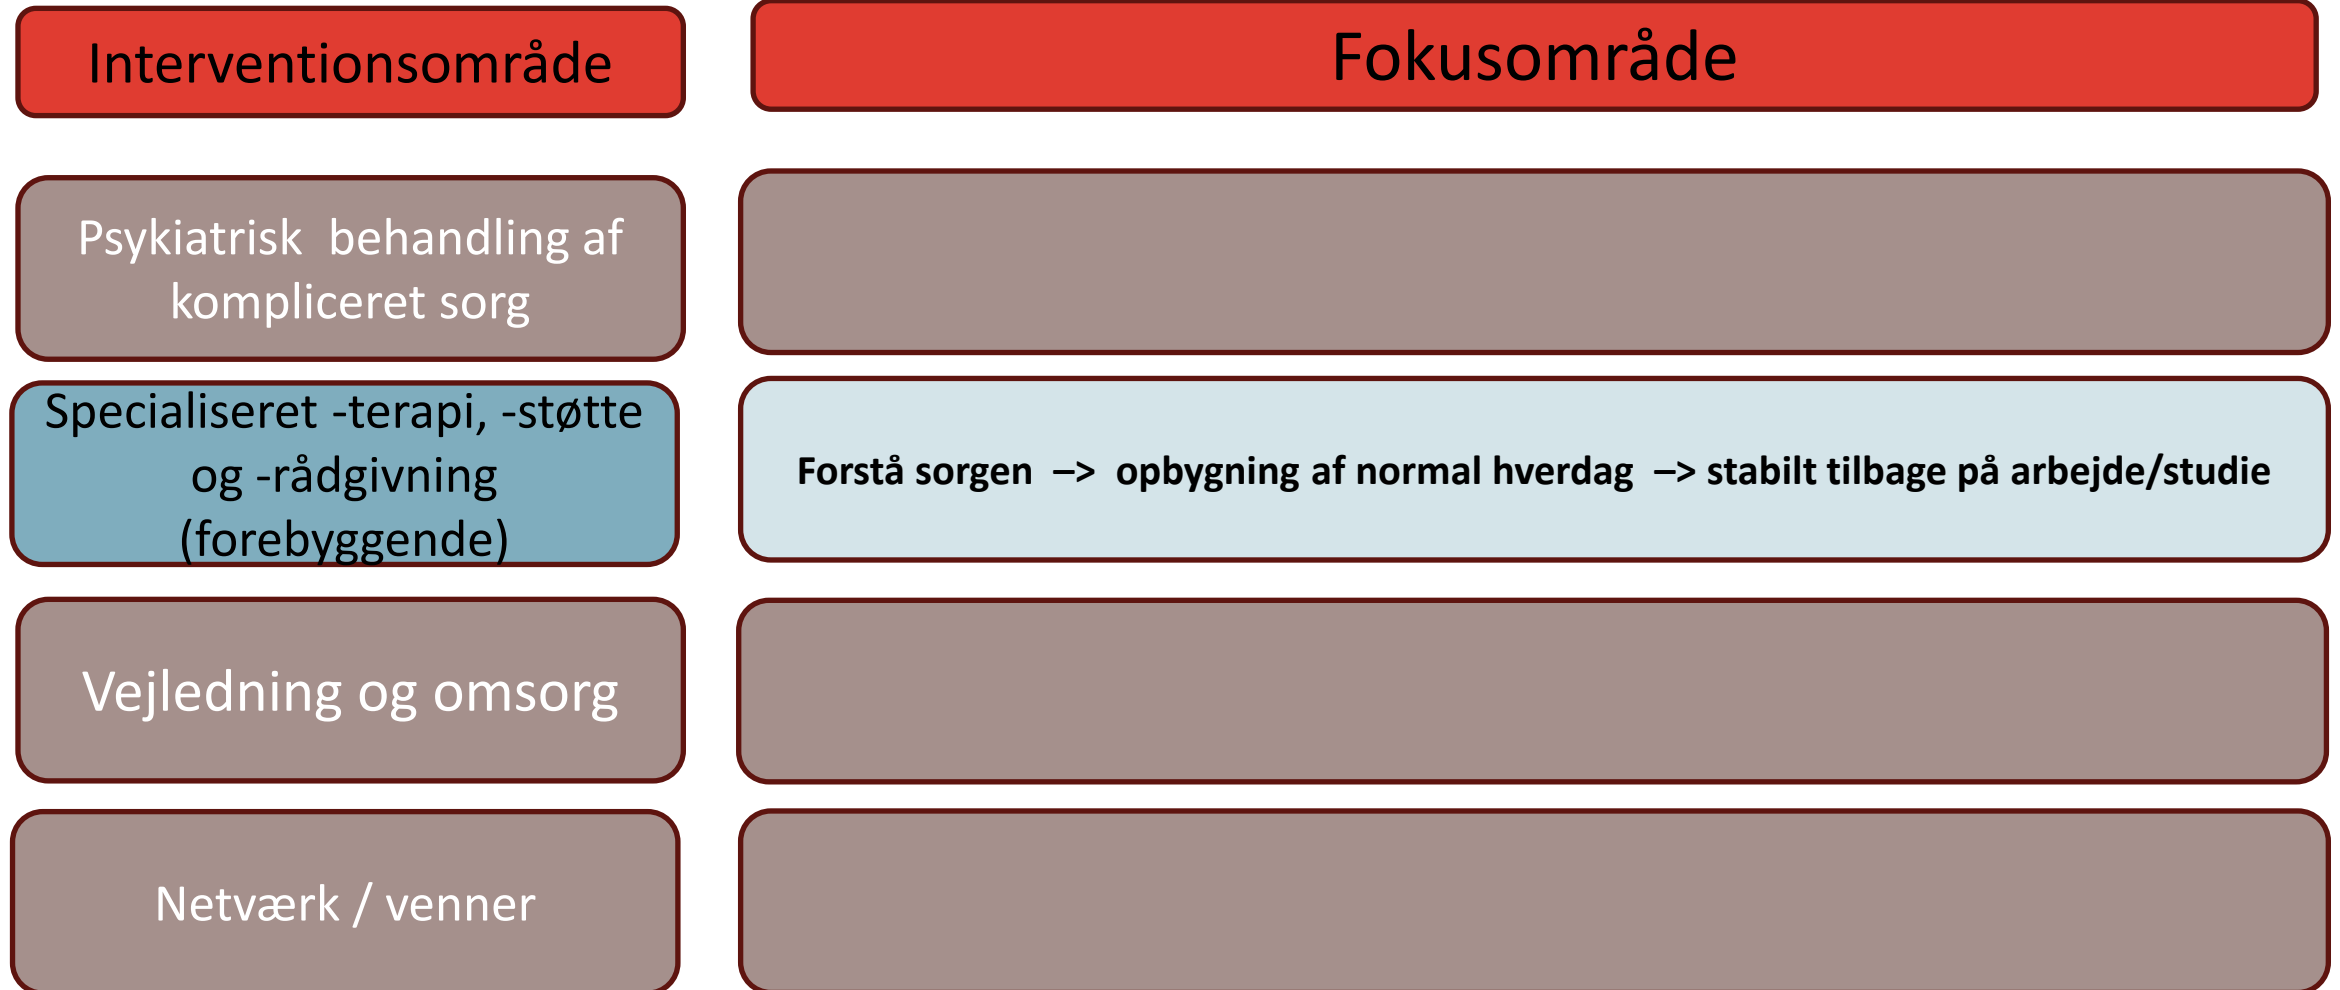 Interventionsområde
Fokusområde
Psykiatrisk  behandling af
kompliceret sorg
Specialiseret -terapi, -støtte
og -rådgivning
(forebyggende)
Forstå sorgen  –>  opbygning af normal hverdag  –> stabilt tilbage på arbejde/studie
Vejledning og omsorg
Netværk / venner